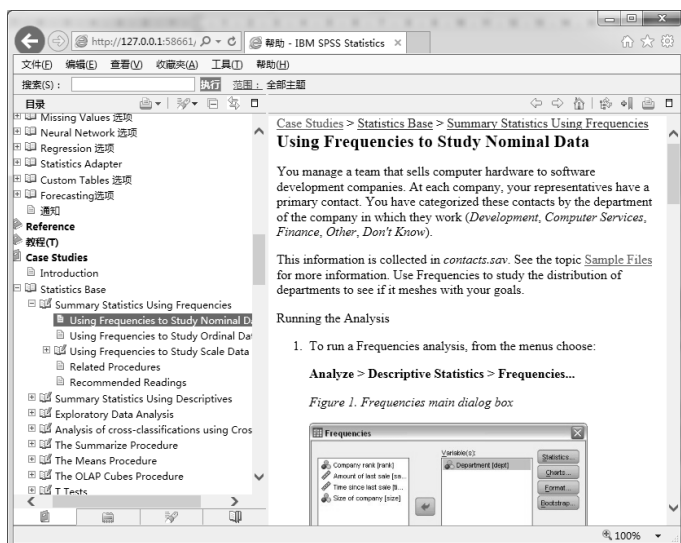 http://127.0.0.1:58661/
帮助 - IBM SPSS Statistics
文件(F) 编辑(E) 查看(V) 收藏夹(A) 工具(T) 帮助(H)
搜索(S)：
执行 范围： 全部主题
目录
Missing Values 选项
Neural Network 选项
Regression 选项
Statistics Adapter
Custom Tables 选项
Forecasting选项
通知
Reference
教程(T)
Case Studies
Introduction
Statistics Base
Summary Statistics Using Frequencies
Using Frequencies to Study Nominal Da
Using Frequencies to Study Ordinal Dat
Using Frequencies to Study Scale Data
Related Procedures
Recommended Readings
Summary Statistics Using Descriptives
Exploratory Data Analysis
Analysis of cross-classifications using Cros
The Summarize Procedure
The Means Procedure
The OLAP Cubes Procedure
T Tests
Case Studies > Statistics Base > Summary Statistics Using Frequencies
Using Frequencies to Study Nominal Data
You manage a team that sells computer hardware to software
development companies. At each company, your representatives have a
primary contact. You have categorized these contacts by the department
of the company in which they work (Development, Computer Services,
Finance, Other, Don't Know).
This information is collected in contacts.sav. See the topic Sample Files
for more information. Use Frequencies to study the distribution of
departments to see if it meshes with your goals.
Running the Analysis
1. To run a Frequencies analysis, from the menus choose:
Analyze > Descriptive Statistics > Frequencies...
Figure 1. Frequencies main dialog box
Frequencies
Variable(s):
Company rank [rank]
Amount of last sale [sa...
Time since last sale [ti...
Size of company [size]
Department [dept]
Statistics...
Charts...
Format...
Bootstrap...
100%